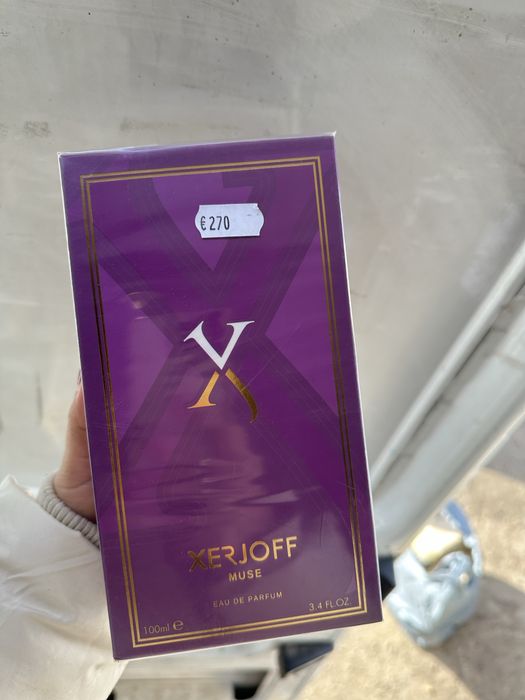 €270
XERJOFF
MUSE
EAU DE PARFUM
100ml e 3.4 FL OZ